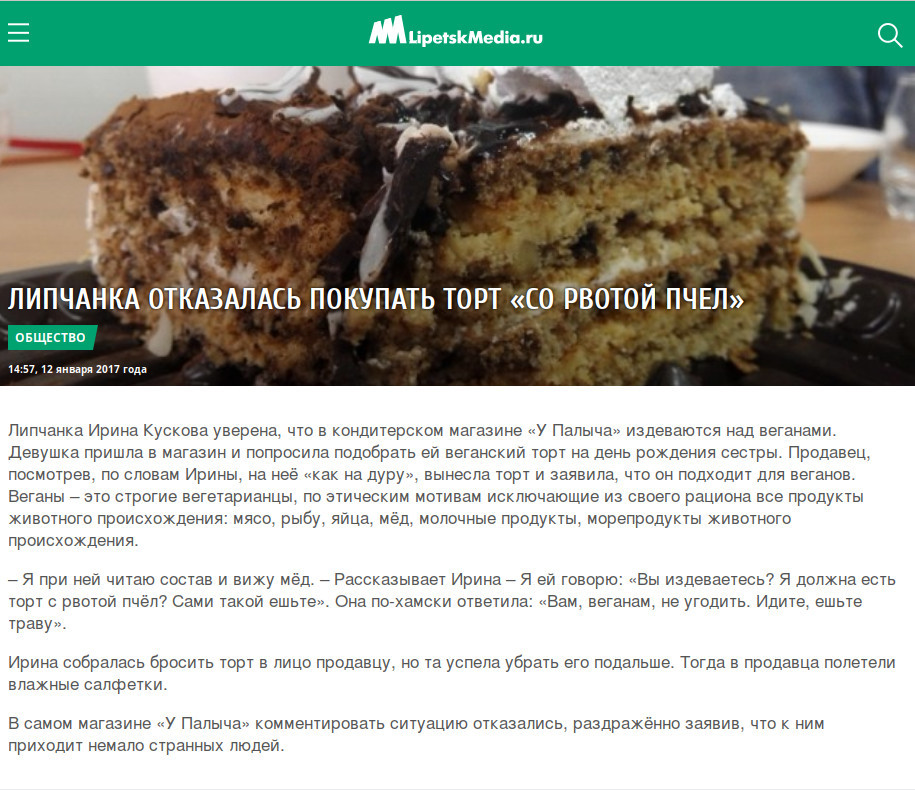 LipetskMedia.ru
ЛИПЧАНКА ОТКАЗАЛАСЬ ПОКУПАТЬ ТОРТ «СО РВОТОЙ ПЧЕЛ»
ОБЩЕСТВО
14:57, 12 января 2017 года
Липчанка Ирина Кускова уверена, что в кондитерском магазине «У Палыча» издеваются над веганами.
Девушка пришла в магазин и попросила подобрать ей веганский торт на день рождения сестры. Продавец,
посмотрев, по словам Ирины, на неё «как на дуру», вынесла торт и заявила, что он подходит для веганов.
Веганы – это строгие вегетарианцы, по этическим мотивам исключающие из своего рациона все продукты
животного происхождения: мясо, рыбу, яйца, мёд, молочные продукты, морепродукты животного
происхождения.
– Я при ней читаю состав и вижу мёд. – Рассказывает Ирина – Я ей говорю: «Вы издеваетесь? Я должна есть
торт с рвотой пчёл? Сами такой ешьте». Она по-хамски ответила: «Вам, веганам, не угодить. Идите, ешьте
траву».
Ирина собралась бросить торт в лицо продавцу, но та успела убрать его подальше. Тогда в продавца полетели
влажные салфетки.
В самом магазине «У Палыча» комментировать ситуацию отказались, раздражённо заявив, что к ним
приходит немало странных людей.